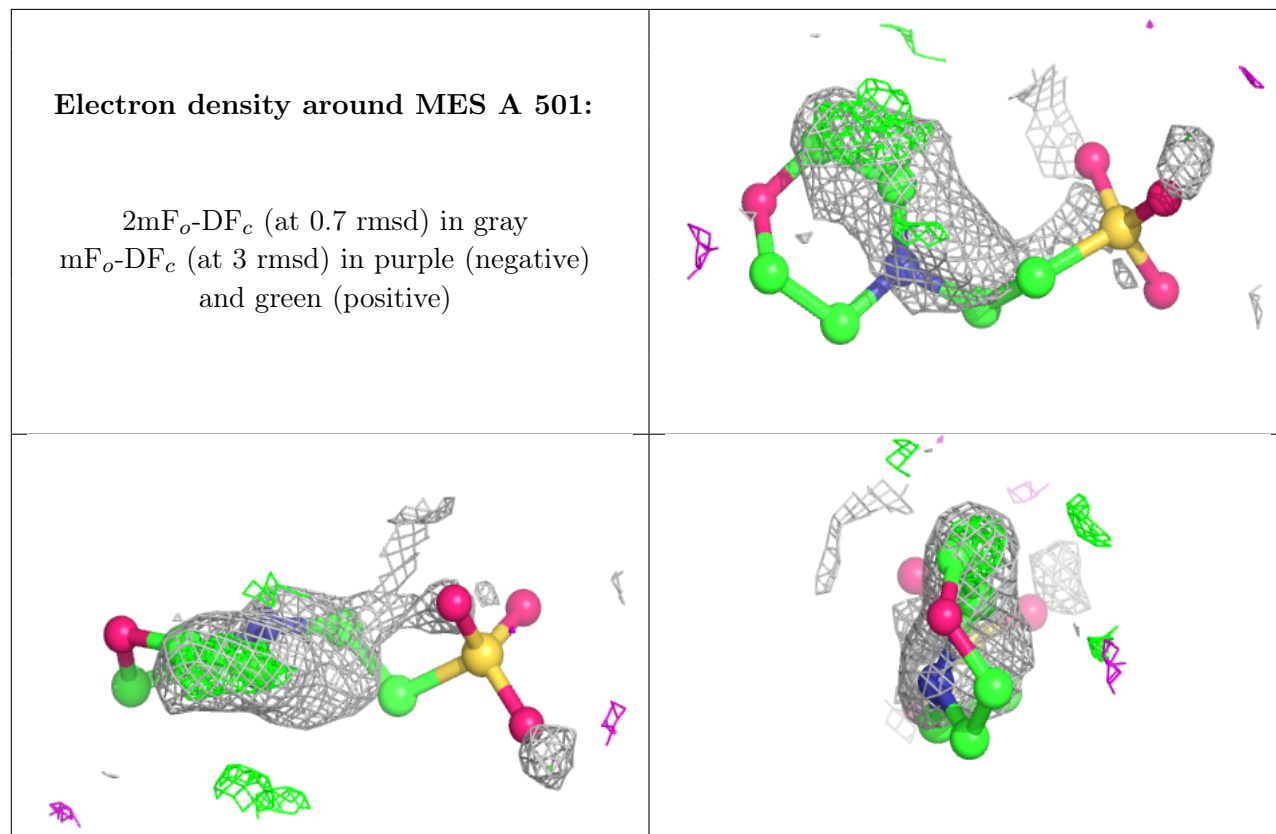 Electron density around MES A 501:
2mFo-DFc (at 0.7 rmsd) in gray
mFo-DFc (at 3 rmsd) in purple (negative)
and green (positive)